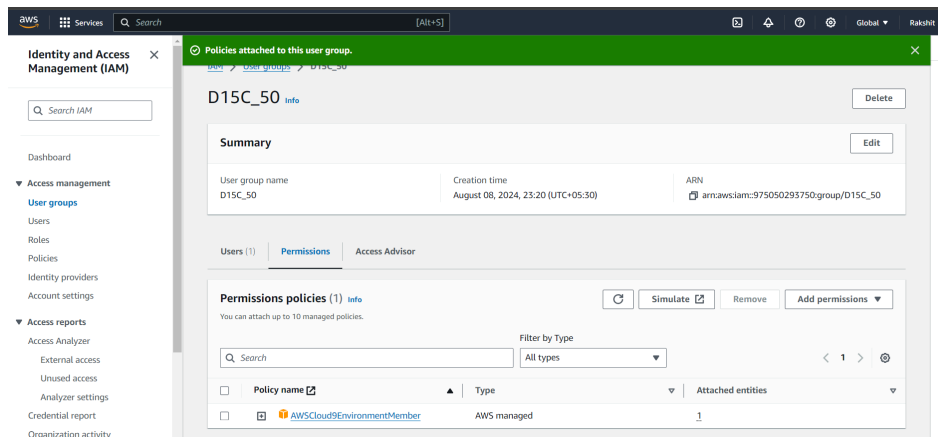 aws Services Search [Alt+S] Global ▼ Rakshit
Identity and Access Management (IAM)
Search IAM
Dashboard
Access management
User groups
Users
Roles
Policies
Identity providers
Account settings
Access reports
Access Analyzer
External access
Unused access
Analyzer settings
Credential report
Organization activity
Policies attached to this user group.
IAM > User groups > D15C_50
D15C_50 Info
Delete
Summary
Edit
User group name
D15C_50
Creation time
August 08, 2024, 23:20 (UTC+05:30)
ARN
arn:aws:iam::975050293750:group/D15C_50
Users (1) Permissions Access Advisor
Permissions policies (1) Info
You can attach up to 10 managed policies.
Simulate Remove Add permissions ▼
Filter by Type
Search All types
< 1 >
Policy name Type Attached entities
AWSCloud9EnvironmentMember AWS managed 1